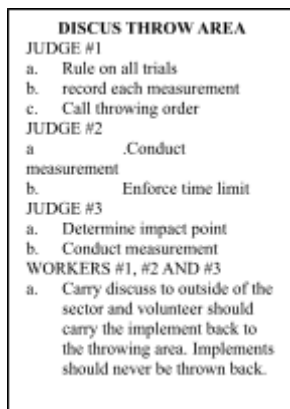 DISCUS THROW AREA
JUDGE #1
a. Rule on all trials
b. record each measurement
c. Call throwing order
JUDGE #2
a .Conduct
measurement
b. Enforce time limit
JUDGE #3
a. Determine impact point
b. Conduct measurement
WORKERS #1, #2 AND #3
a. Carry discuss to outside of the
sector and volunteer should
carry the implement back to
the throwing area. Implements
should never be thrown back.